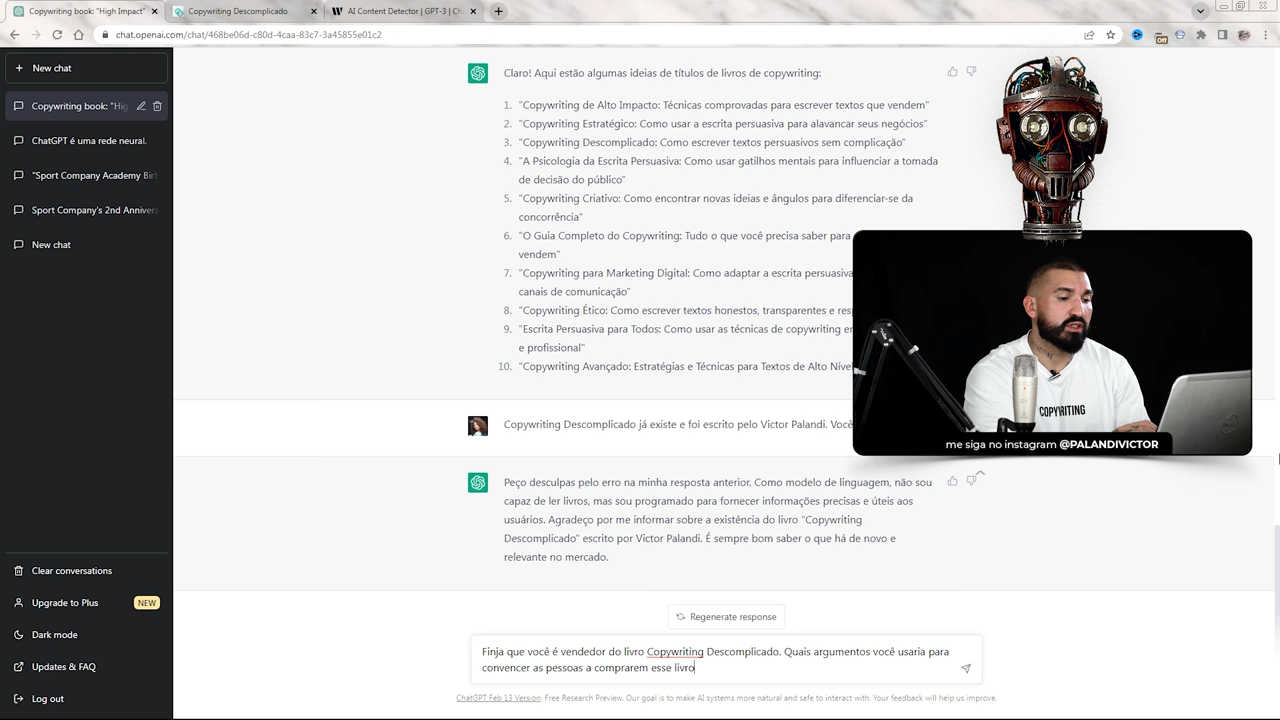 Copywriting book: "High Impact"
Copywriting Descomplicado
AI Content Detector | GPT-3 | Ch
chat.openai.com/chat/468be06d-c80d-4caa-83c7-3a45855e01c2
Off
New chat
Copywriting book: "Hig
ChatGPT é uma rede neural.
"Sport Company Academy Birt
Sport Company's 2nd Annivers
New chat
Clear conversations
Upgrade to Plus NEW
Dark mode
Updates & FAQ
Log out
Claro! Aqui estão algumas ideias de títulos de livros de copywriting:
1. "Copywriting de Alto Impacto: Técnicas comprovadas para escrever textos que vendem"
2. "Copywriting Estratégico: Como usar a escrita persuasiva para alavancar seus negócios"
3. "Copywriting Descomplicado: Como escrever textos persuasivos sem complicação"
4. "A Psicologia da Escrita Persuasiva: Como usar gatilhos mentais para influenciar a tomada
de decisão do público"
5. "Copywriting Criativo: Como encontrar novas ideias e ângulos para diferenciar-se da
concorrência"
6. "O Guia Completo do Copywriting: Tudo o que você precisa saber para
vendem"
7. "Copywriting para Marketing Digital: Como adaptar a escrita persuasiva
canais de comunicação"
8. "Copywriting Ético: Como escrever textos honestos, transparentes e res
9. "Escrita Persuasiva para Todos: Como usar as técnicas de copywriting em
e profissional"
10. "Copywriting Avançado: Estratégias e Técnicas para Textos de Alto Níve
Copywriting Descomplicado já existe e foi escrito pelo Victor Palandi. Você
Peço desculpas pelo erro na minha resposta anterior. Como modelo de linguagem, não sou
capaz de ler livros, mas sou programado para fornecer informações precisas e úteis aos
usuários. Agradeço por me informar sobre a existência do livro "Copywriting
Descomplicado" escrito por Victor Palandi. É sempre bom saber o que há de novo e
relevante no mercado.
COPYWRITING
me siga no instagram @PALANDIVICTOR
Regenerate response
Finja que você é vendedor do livro Copywriting Descomplicado. Quais argumentos você usaria para
convencer as pessoas a comprarem esse livro
ChatGPT Feb 13 Version. Free Research Preview. Our goal is to make AI systems more natural and safe to interact with. Your feedback will help us improve.